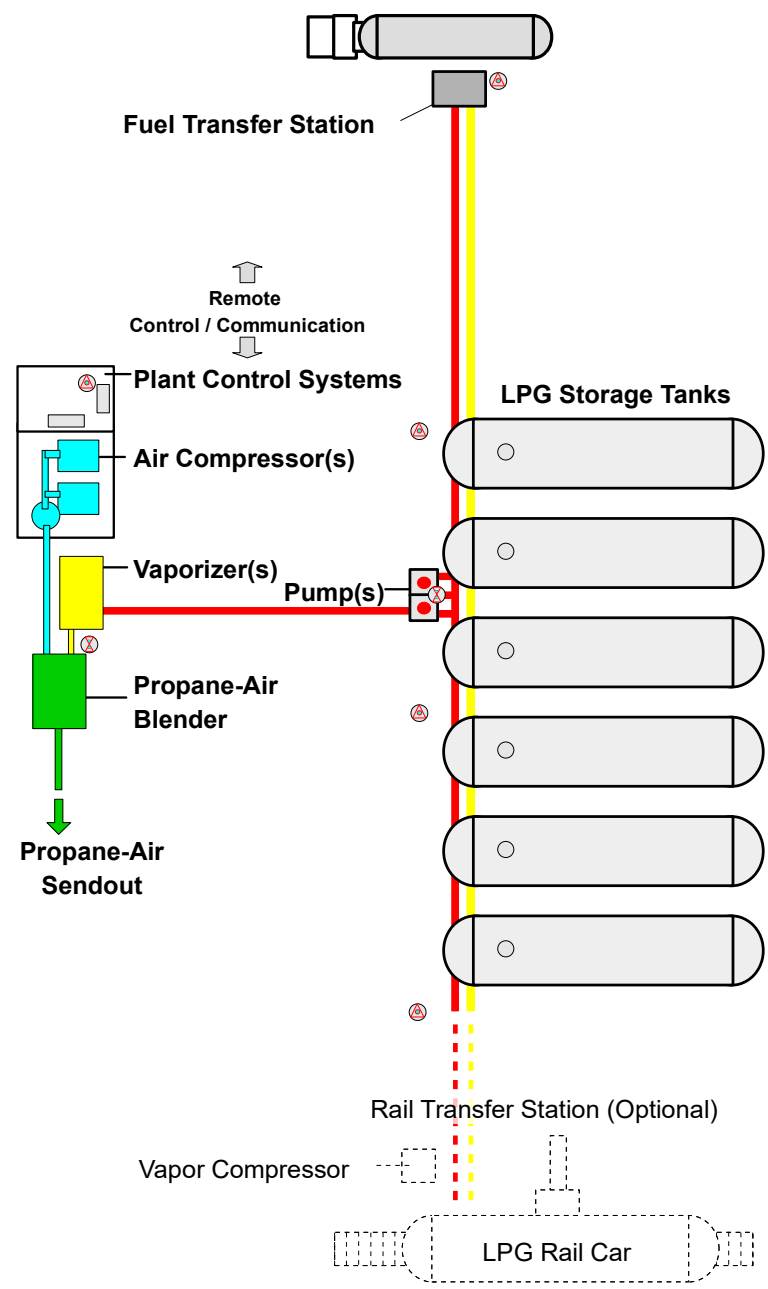 Fuel Transfer Station
Remote
Control / Communication
Plant Control Systems
LPG Storage Tanks
Air Compressor(s)
Vaporizer(s)
Pump(s)
Propane-Air
Blender
Propane-Air
Sendout
Rail Transfer Station (Optional)
Vapor Compressor
LPG Rail Car